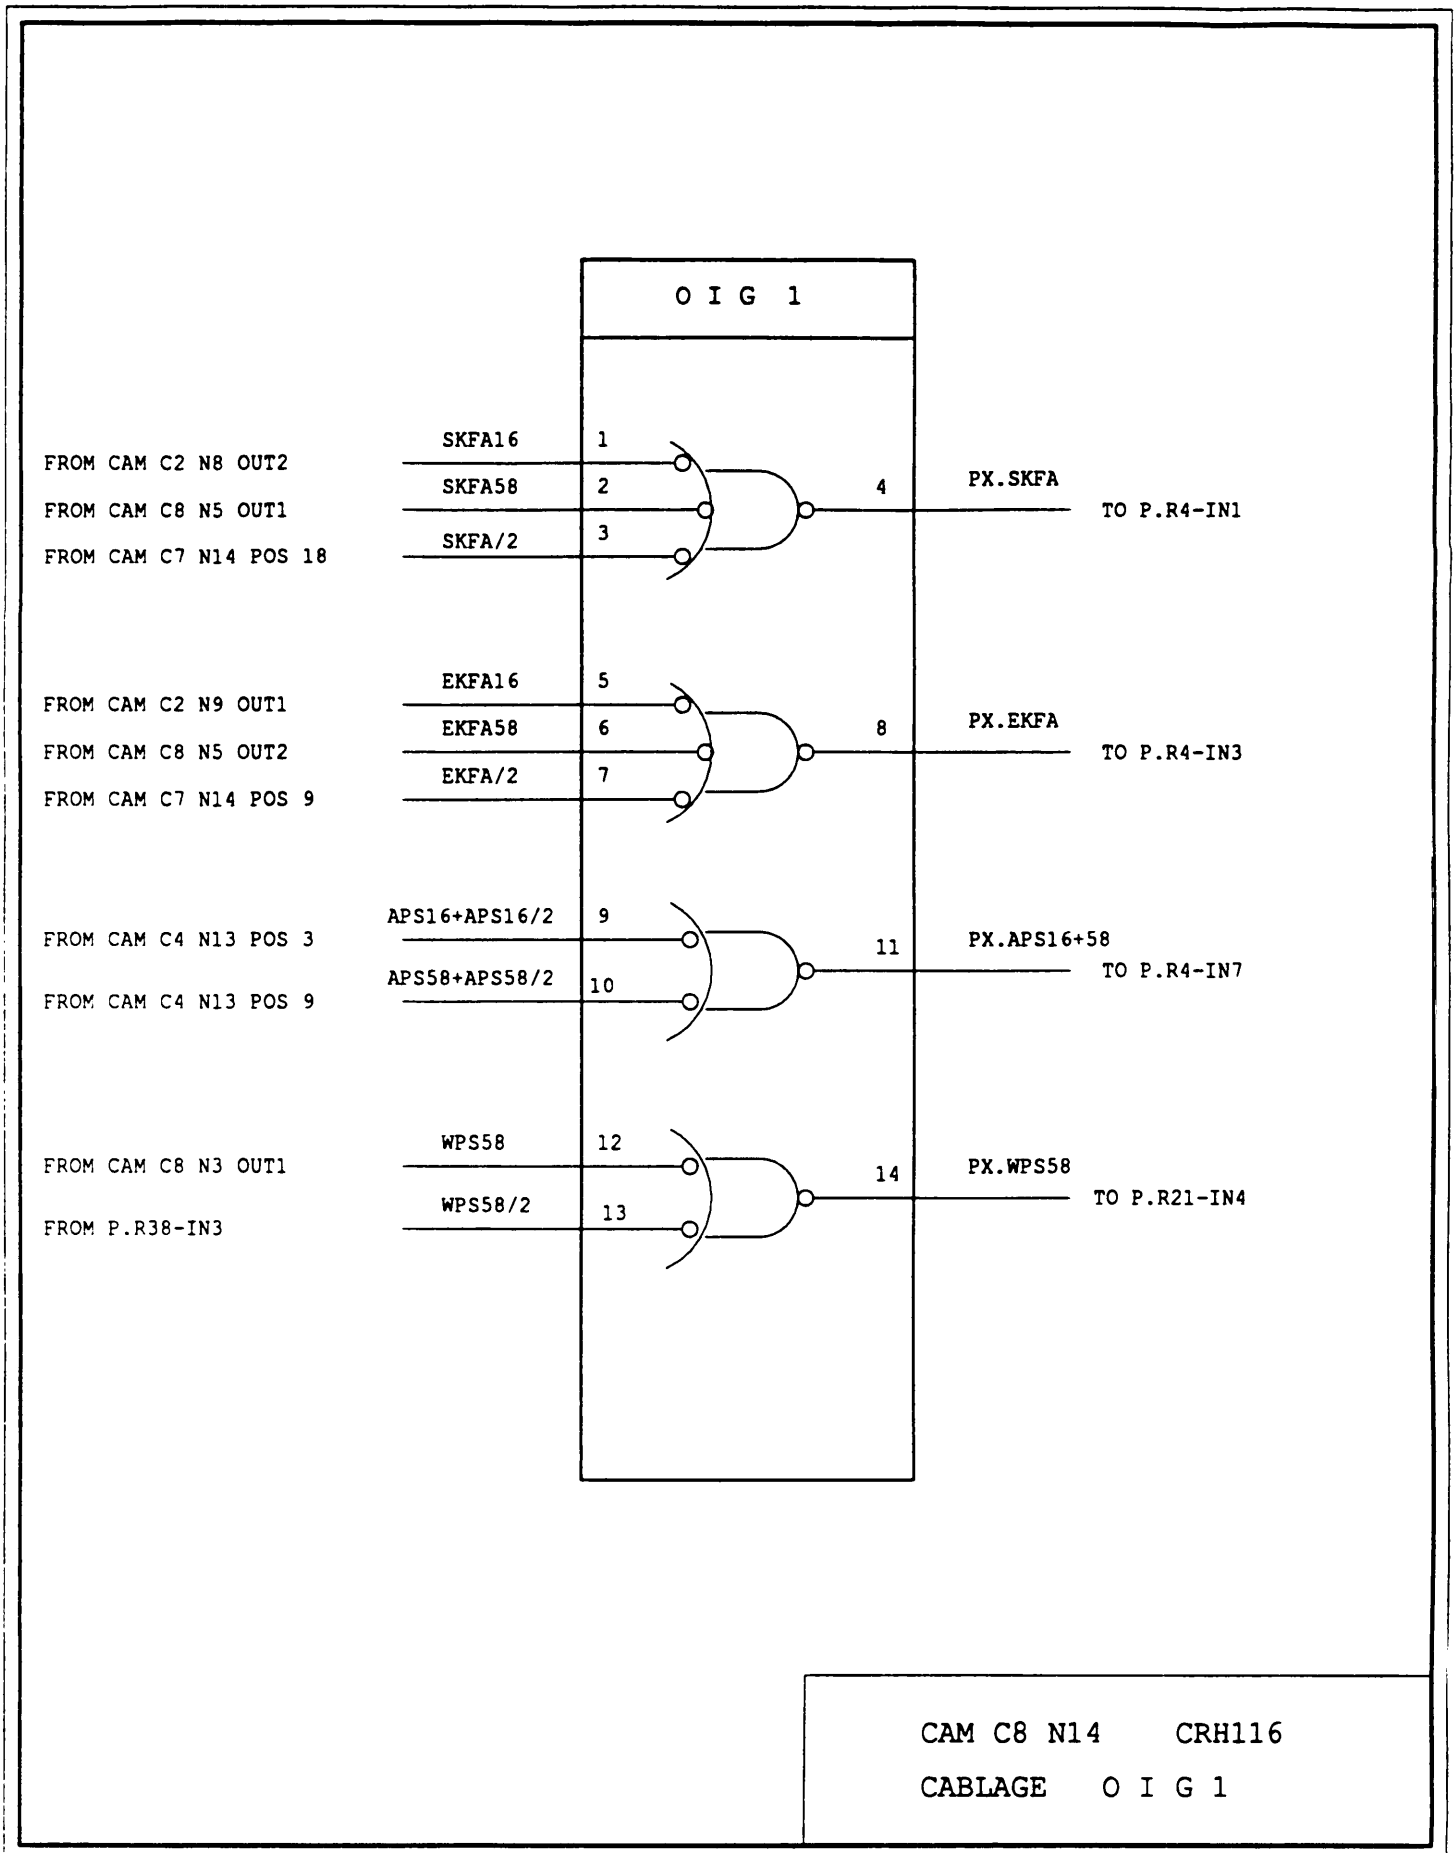 O I G 1
SKFA16 1
FROM CAM C2 N8 OUT2
SKFA58 2 4 PX.SKFA
FROM CAM C8 N5 OUT1 TO P.R4-IN1
SKFA/2 3
FROM CAM C7 N14 POS 18
EKFA16 5
FROM CAM C2 N9 OUT1
EKFA58 6 8 PX.EKFA
FROM CAM C8 N5 OUT2 TO P.R4-IN3
EKFA/2 7
FROM CAM C7 N14 POS 9
APS16+APS16/2 9
FROM CAM C4 N13 POS 3
11 PX.APS16+58
TO P.R4-IN7
APS58+APS58/2 10
FROM CAM C4 N13 POS 9
WPS58 12
FROM CAM C8 N3 OUT1
14 PX.WPS58
TO P.R21-IN4
WPS58/2 13
FROM P.R38-IN3
CAM C8 N14 CRH116
CABLAGE O I G 1